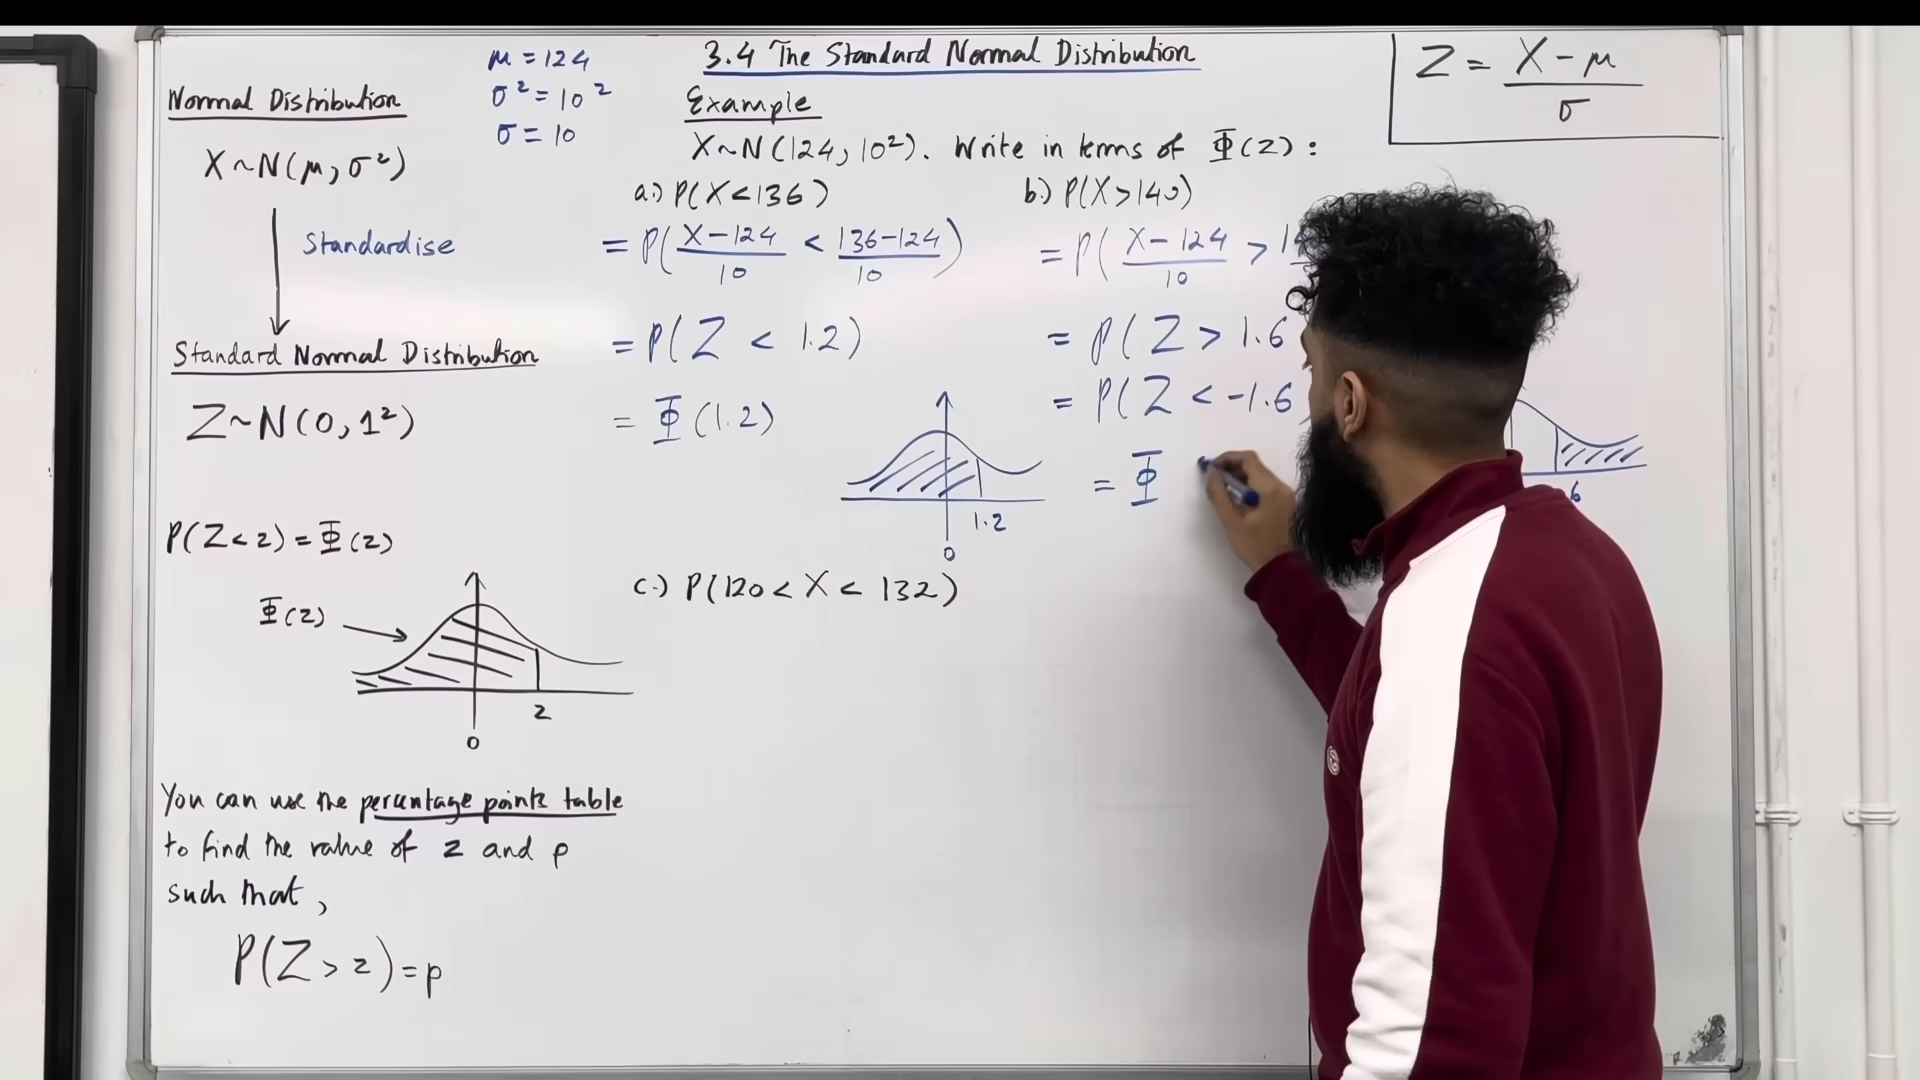 3.4 The Standard Normal Distribution
Z = X - μ / σ
μ = 124
σ² = 10²
σ = 10
Normal Distribution
X ~ N(μ, σ²)
Standardise
Standard Normal Distribution
Z ~ N(0, 1²)
P(Z < z) = Φ(z)
Φ(z)
z
0
You can use the percentage points table
to find the value of z and p
such that,
P(Z > z) = p
Example
X ~ N(124, 10²). Write in terms of Φ(z):
a.) P(X < 136)
= P( X - 124 / 10 < 136 - 124 / 10 )
= P(Z < 1.2)
= Φ(1.2)
1.2
0
b.) P(X > 140)
= P( X - 124 / 10 >
= P(Z > 1.6
= P(Z < -1.6
= Φ
6
c.) P(120 < X < 132)